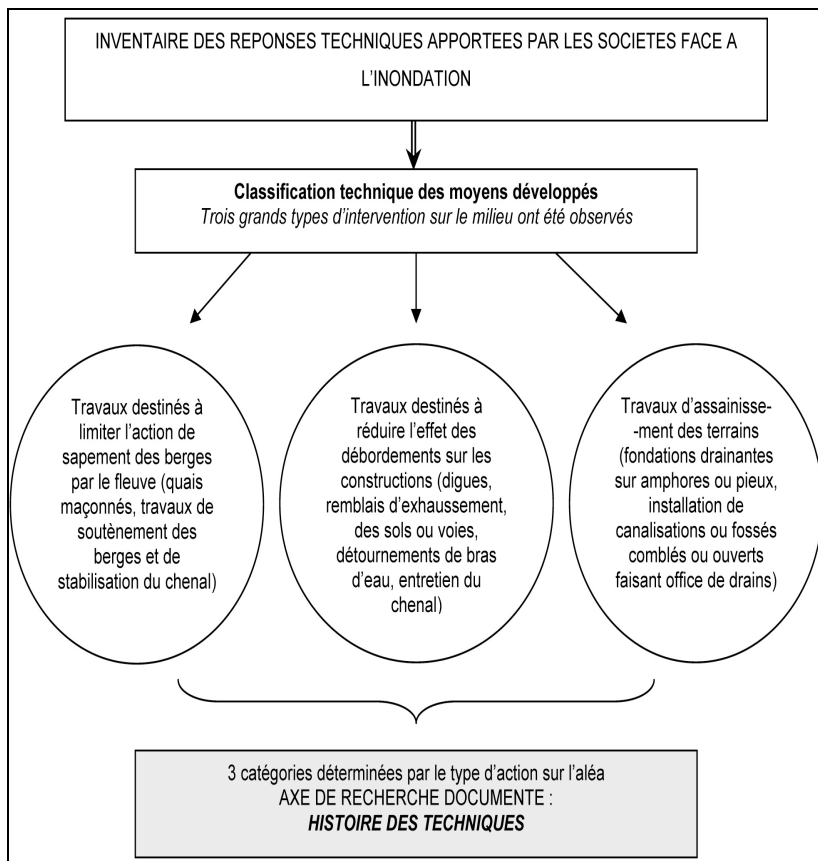 INVENTAIRE DES REPONSES TECHNIQUES APPORTEES PAR LES SOCIETES FACE A
L'INONDATION
Classification technique des moyens développés
Trois grands types d'intervention sur le milieu ont été observés
Travaux destinés à
limiter l'action de
sapement des berges
par le fleuve (quais
maçonnés, travaux de
soutènement des
berges et de
stabilisation du chenal)
Travaux destinés à
réduire l'effet des
débordements sur les
constructions (digues,
remblais d'exhaussement,
des sols ou voies,
détournements de bras
d'eau, entretien du
chenal)
Travaux d'assainisse-
-ment des terrains
(fondations drainantes
sur amphores ou pieux,
installation de
canalisations ou fossés
comblés ou ouverts
faisant office de drains)
3 catégories déterminées par le type d'action sur l'aléa
AXE DE RECHERCHE DOCUMENTE :
HISTOIRE DES TECHNIQUES